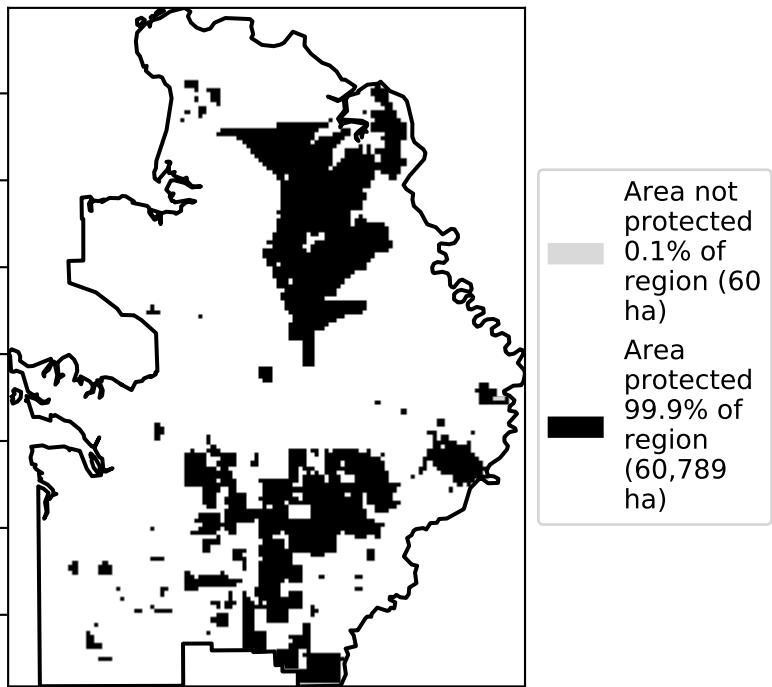 Area not
protected
0.1% of
region (60
ha)
Area
protected
99.9% of
region
(60,789
ha)